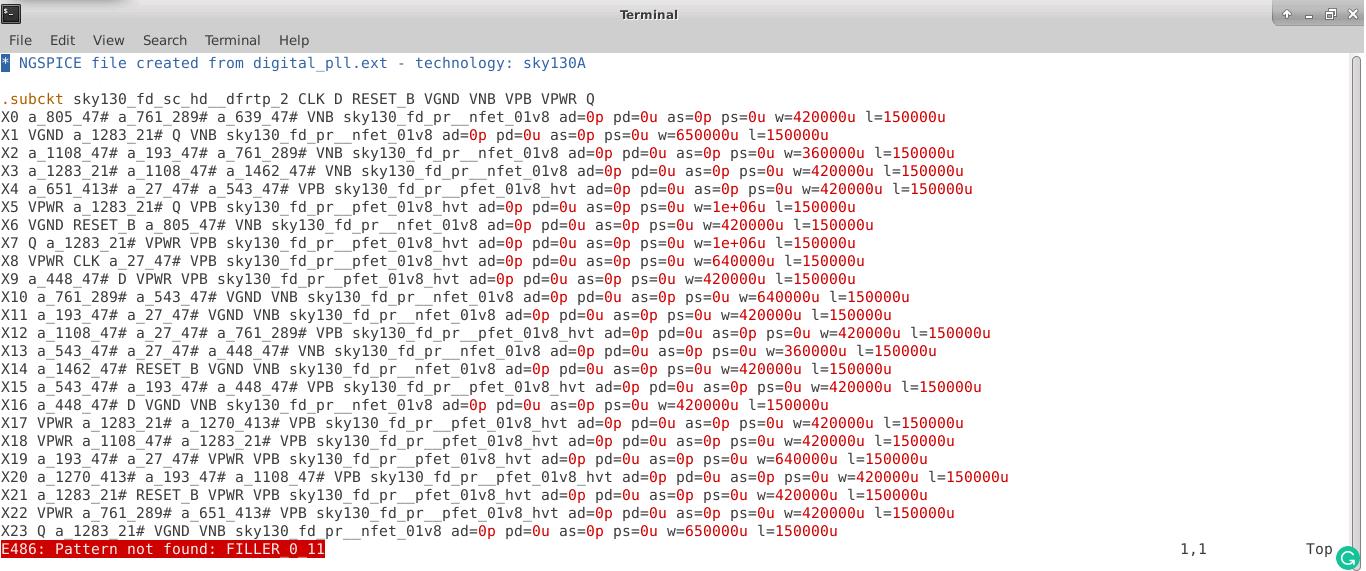 Terminal
File Edit View Search Terminal Help
* NGSPICE file created from digital_pll.ext - technology: sky130A
.subckt sky130_fd_sc_hd__dfrtp_2 CLK D RESET_B VGND VNB VPB VPWR Q
X0 a_805_47# a_761_289# a_639_47# VNB sky130_fd_pr__nfet_01v8 ad=0p pd=0u as=0p ps=0u w=420000u l=150000u
X1 VGND a_1283_21# Q VNB sky130_fd_pr__nfet_01v8 ad=0p pd=0u as=0p ps=0u w=650000u l=150000u
X2 a_1108_47# a_193_47# a_761_289# VNB sky130_fd_pr__nfet_01v8 ad=0p pd=0u as=0p ps=0u w=360000u l=150000u
X3 a_1283_21# a_1108_47# a_1462_47# VNB sky130_fd_pr__nfet_01v8 ad=0p pd=0u as=0p ps=0u w=420000u l=150000u
X4 a_651_413# a_27_47# a_543_47# VPB sky130_fd_pr__pfet_01v8_hvt ad=0p pd=0u as=0p ps=0u w=420000u l=150000u
X5 VPWR a_1283_21# Q VPB sky130_fd_pr__pfet_01v8_hvt ad=0p pd=0u as=0p ps=0u w=1e+06u l=150000u
X6 VGND RESET_B a_805_47# VNB sky130_fd_pr__nfet_01v8 ad=0p pd=0u as=0p ps=0u w=420000u l=150000u
X7 Q a_1283_21# VPWR VPB sky130_fd_pr__pfet_01v8_hvt ad=0p pd=0u as=0p ps=0u w=1e+06u l=150000u
X8 VPWR CLK a_27_47# VPB sky130_fd_pr__pfet_01v8_hvt ad=0p pd=0u as=0p ps=0u w=640000u l=150000u
X9 a_448_47# D VPWR VPB sky130_fd_pr__pfet_01v8_hvt ad=0p pd=0u as=0p ps=0u w=420000u l=150000u
X10 a_761_289# a_543_47# VGND VNB sky130_fd_pr__nfet_01v8 ad=0p pd=0u as=0p ps=0u w=640000u l=150000u
X11 a_193_47# a_27_47# VGND VNB sky130_fd_pr__nfet_01v8 ad=0p pd=0u as=0p ps=0u w=420000u l=150000u
X12 a_1108_47# a_27_47# a_761_289# VPB sky130_fd_pr__pfet_01v8_hvt ad=0p pd=0u as=0p ps=0u w=420000u l=150000u
X13 a_543_47# a_27_47# a_448_47# VNB sky130_fd_pr__nfet_01v8 ad=0p pd=0u as=0p ps=0u w=360000u l=150000u
X14 a_1462_47# RESET_B VGND VNB sky130_fd_pr__nfet_01v8 ad=0p pd=0u as=0p ps=0u w=420000u l=150000u
X15 a_543_47# a_193_47# a_448_47# VPB sky130_fd_pr__pfet_01v8_hvt ad=0p pd=0u as=0p ps=0u w=420000u l=150000u
X16 a_448_47# D VGND VNB sky130_fd_pr__nfet_01v8 ad=0p pd=0u as=0p ps=0u w=420000u l=150000u
X17 VPWR a_1283_21# a_1270_413# VPB sky130_fd_pr__pfet_01v8_hvt ad=0p pd=0u as=0p ps=0u w=420000u l=150000u
X18 VPWR a_1108_47# a_1283_21# VPB sky130_fd_pr__pfet_01v8_hvt ad=0p pd=0u as=0p ps=0u w=420000u l=150000u
X19 a_193_47# a_27_47# VPWR VPB sky130_fd_pr__pfet_01v8_hvt ad=0p pd=0u as=0p ps=0u w=640000u l=150000u
X20 a_1270_413# a_193_47# a_1108_47# VPB sky130_fd_pr__pfet_01v8_hvt ad=0p pd=0u as=0p ps=0u w=420000u l=150000u
X21 a_1283_21# RESET_B VPWR VPB sky130_fd_pr__pfet_01v8_hvt ad=0p pd=0u as=0p ps=0u w=420000u l=150000u
X22 VPWR a_761_289# a_651_413# VPB sky130_fd_pr__pfet_01v8_hvt ad=0p pd=0u as=0p ps=0u w=420000u l=150000u
X23 Q a_1283_21# VGND VNB sky130_fd_pr__nfet_01v8 ad=0p pd=0u as=0p ps=0u w=650000u l=150000u
E486: Pattern not found: FILLER_0_11 1,1 Top